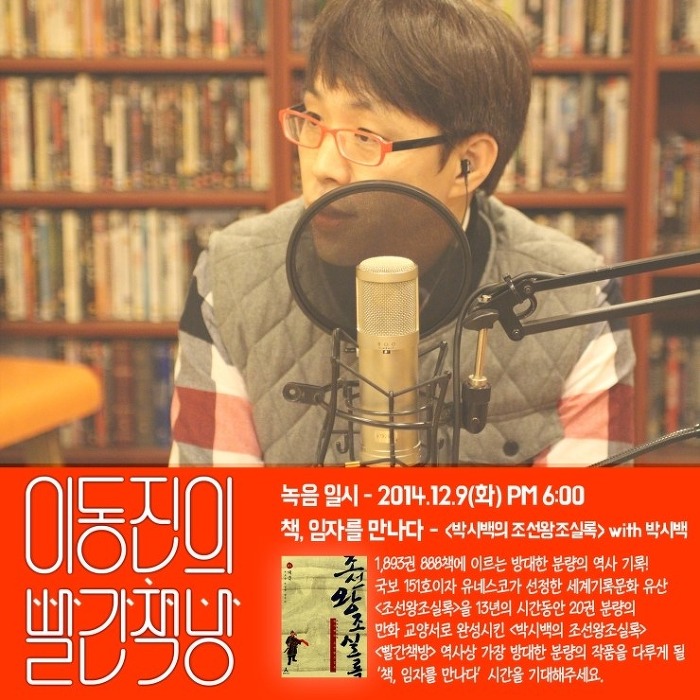 이동진의
빨간책방
녹음 일시 - 2014.12.9(화) PM 6:00
책, 임자를 만나다 - <박시백의 조선왕조실록> with 박시백
조선
왕조실록
1,893권 888책에 이르는 방대한 분량의 역사 기록!
국보 151호이자 유네스코가 선정한 세계기록문화 유산
<조선왕조실록>을 13년의 시간동안 20권 분량의
만화 교양서로 완성시킨 <박시백의 조선왕조실록>
<빨간책방> 역사상 가장 방대한 분량의 작품을 다루게 될
'책, 임자를 만나다' 시간을 기대해주세요.